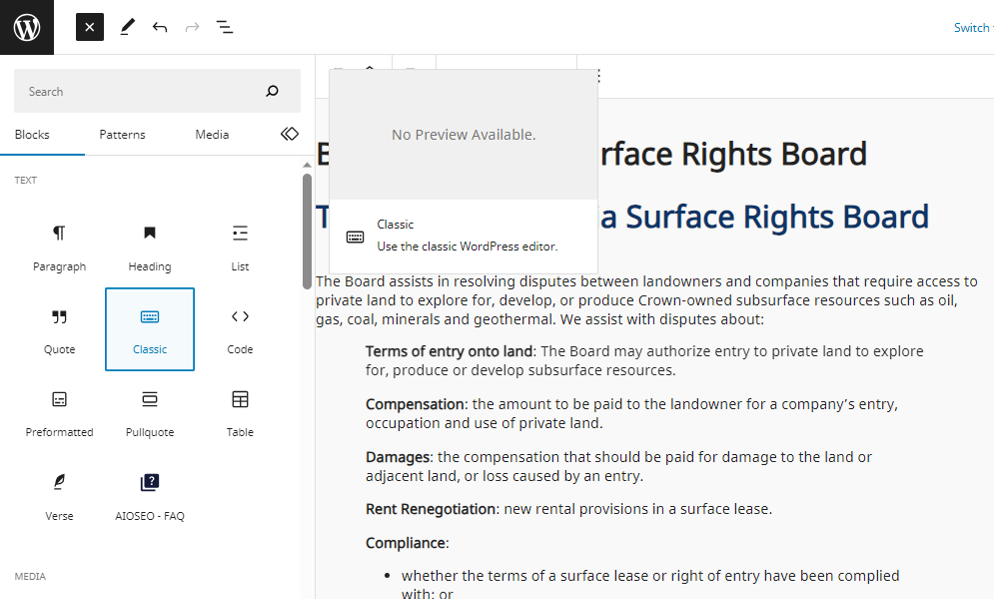 Switch
Search
Blocks Patterns Media
TEXT
Paragraph Heading List
Quote Classic Code
Preformatted Pullquote Table
Verse AIOSEO - FAQ
MEDIA
No Preview Available.
Classic
Use the classic WordPress editor.
rface Rights Board
a Surface Rights Board
The Board assists in resolving disputes between landowners and companies that require access to
private land to explore for, develop, or produce Crown-owned subsurface resources such as oil,
gas, coal, minerals and geothermal. We assist with disputes about:
Terms of entry onto land: The Board may authorize entry to private land to explore
for, produce or develop subsurface resources.
Compensation: the amount to be paid to the landowner for a company’s entry,
occupation and use of private land.
Damages: the compensation that should be paid for damage to the land or
adjacent land, or loss caused by an entry.
Rent Renegotiation: new rental provisions in a surface lease.
Compliance:
• whether the terms of a surface lease or right of entry have been complied
with; or